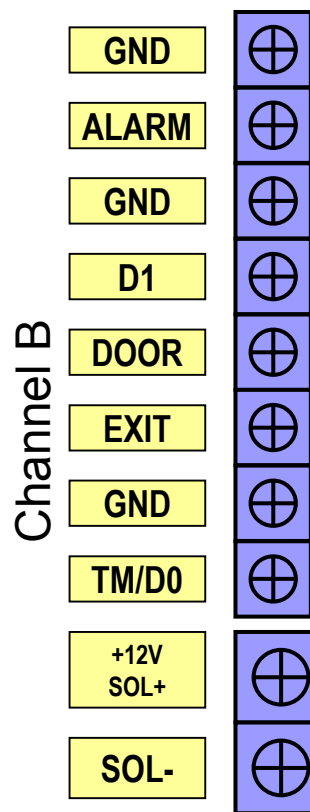 GND
ALARM
GND
D1
DOOR
EXIT
GND
TM/D0
+12V
SOL+
SOL-
Channel B